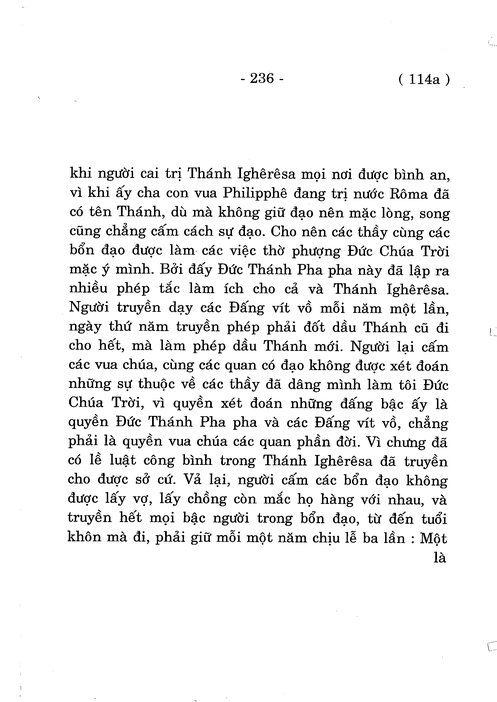 - 236 - ( 114a )
khi người cai trị Thánh Ighêrêsa mọi nơi được bình an,
vì khi ấy cha con vua Philipphê đang trị nước Rôma đã
có tên Thánh, dù mà không giữ đạo nên mặc lòng, song
cũng chẳng cấm cách sự đạo. Cho nên các thầy cùng các
bổn đạo được làm các việc thờ phượng Đức Chúa Trời
mặc ý mình. Bởi đấy Đức Thánh Pha pha này đã lập ra
nhiều phép tắc làm ích cho cả và Thánh Ighêrêsa.
Người truyền dạy các Đấng vít vồ mỗi năm một lần,
ngày thứ năm truyền phép phải đốt dầu Thánh cũ đi
cho hết, mà làm phép dầu Thánh mới. Người lại cấm
các vua chúa, cùng các quan có đạo không được xét đoán
những sự thuộc về các thầy đã dâng mình làm tôi Đức
Chúa Trời, vì quyền xét đoán những đấng bậc ấy là
quyền Đức Thánh Pha pha và các Đấng vít vồ, chẳng
phải là quyền vua chúa các quan phần đời. Vì chưng đã
có lề luật công bình trong Thánh Ighêrêsa đã truyền
cho được sở cứ. Vả lại, người cấm các bổn đạo không
được lấy vợ, lấy chồng còn mắc họ hàng với nhau, và
truyền hết mọi bậc người trong bổn đạo, từ đến tuổi
khôn mà đi, phải giữ mỗi một năm chịu lễ ba lần : Một
là